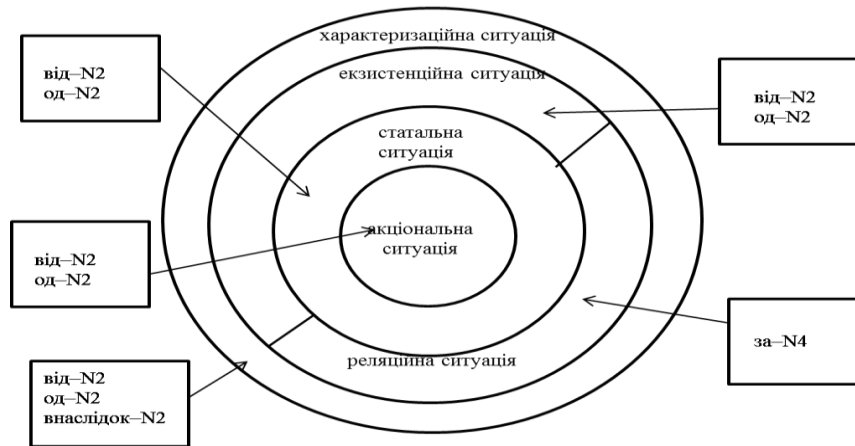 характеризаційна ситуація
екзистенційна ситуація
від–N2
од–N2
від–N2
од–N2
статальна
ситуація
акціональна
ситуація
від–N2
од–N2
за–N4
реляційна ситуація
від–N2
од–N2
внаслідок–N2